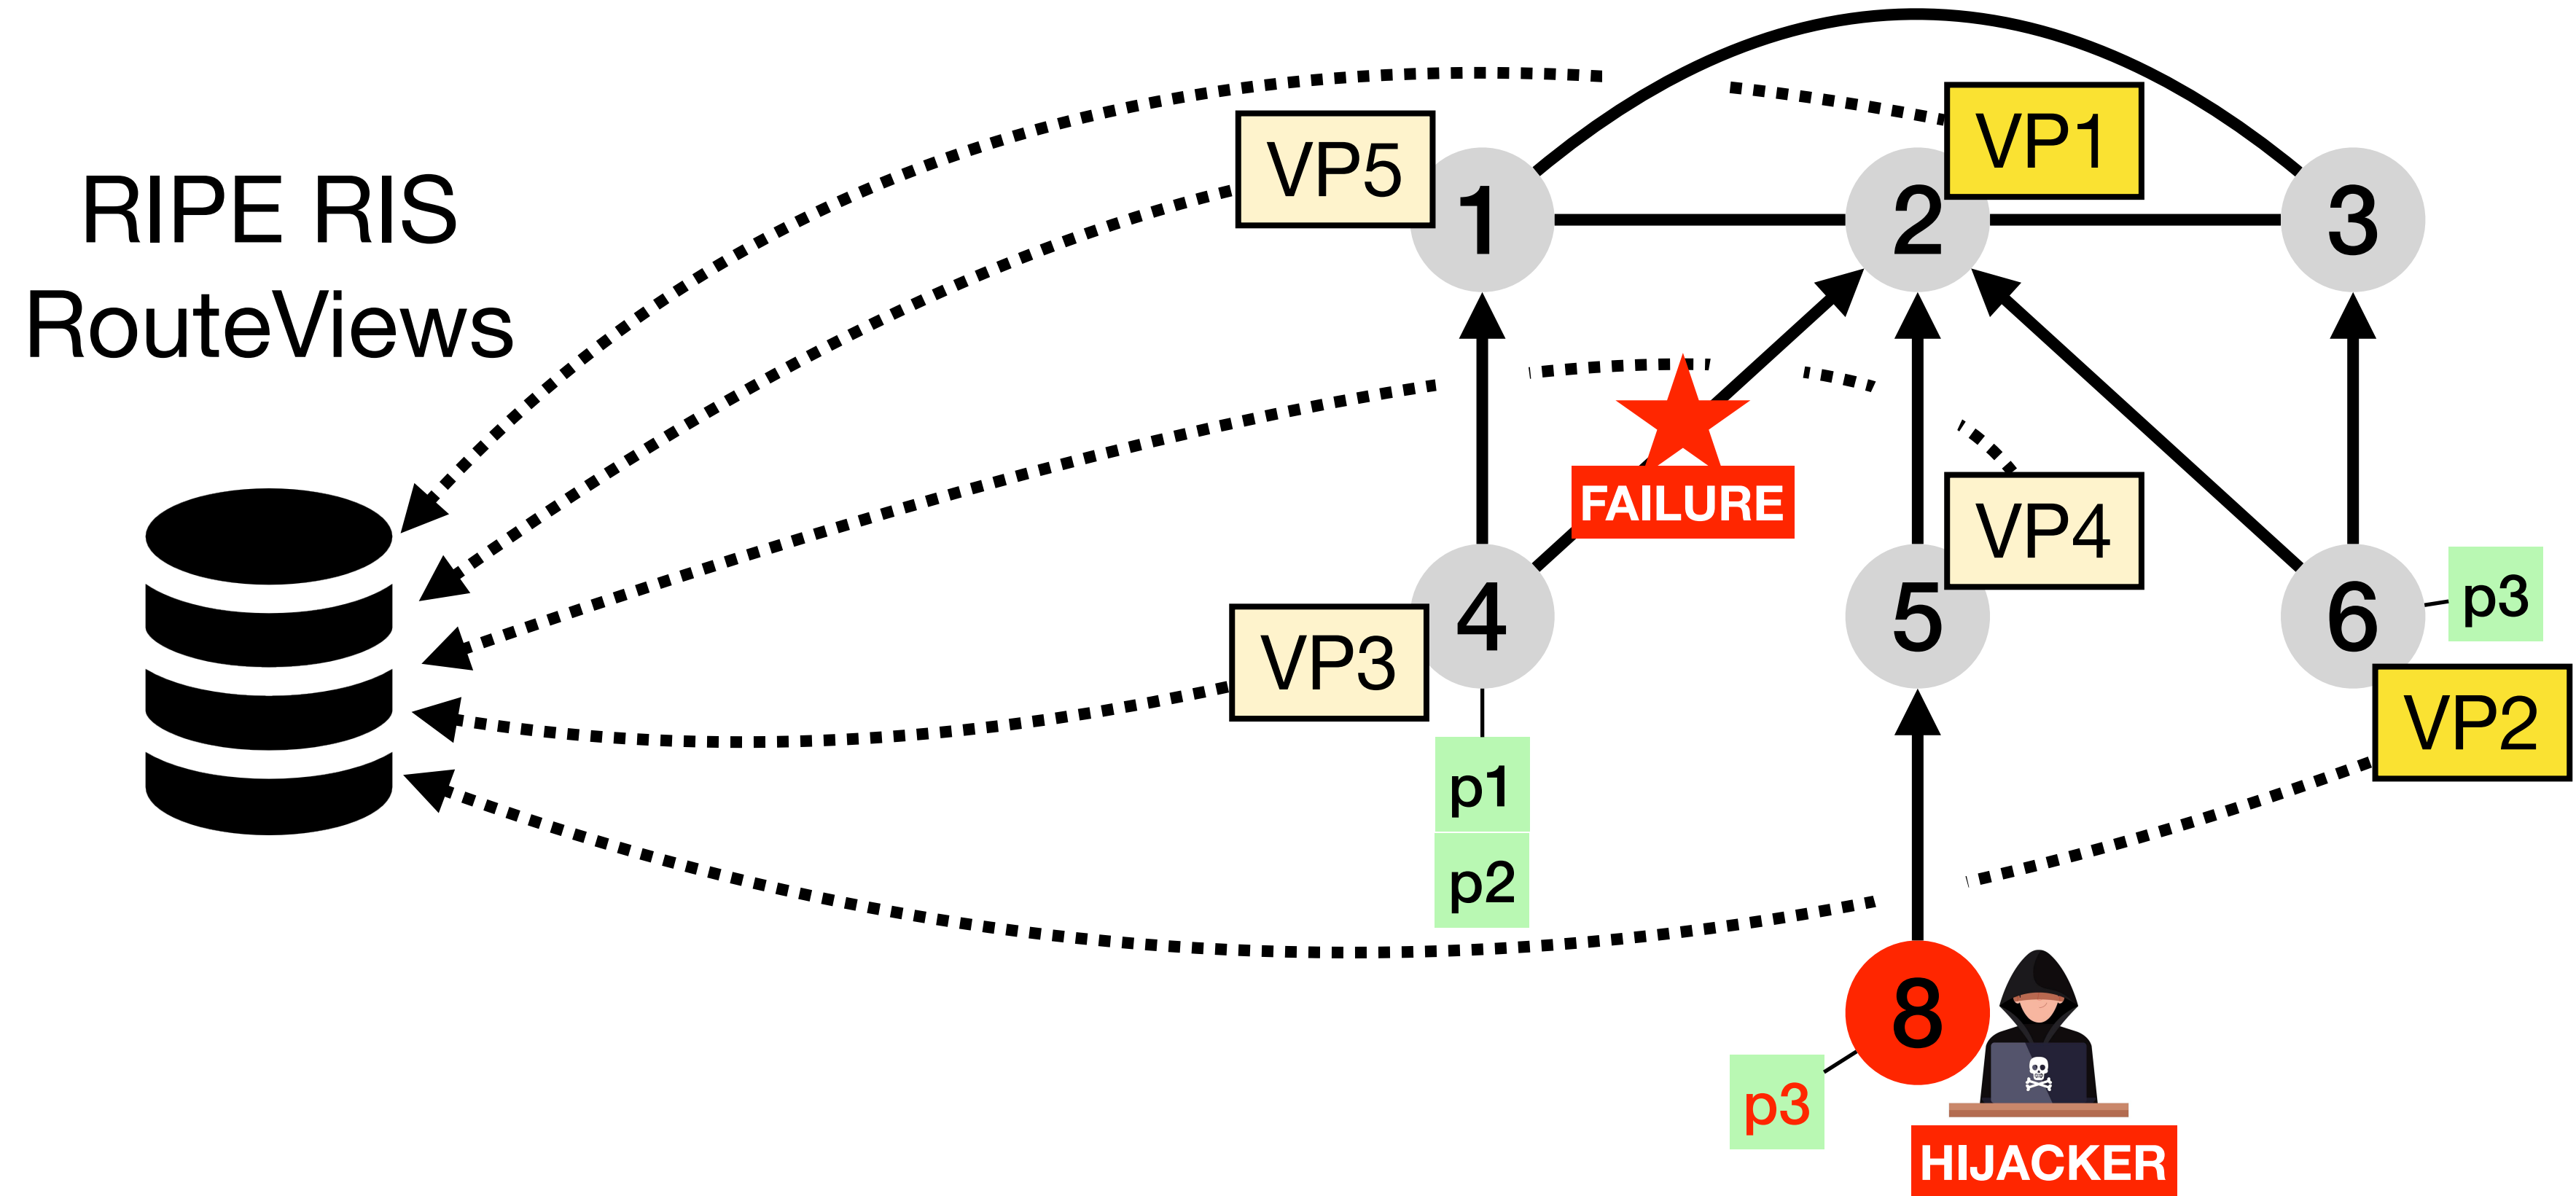 RIPE RIS
RouteViews
VP5
1
2
VP1
3
FAILURE
VP3
4
5
VP4
6
p3
VP2
p1
p2
8
p3
HIJACKER